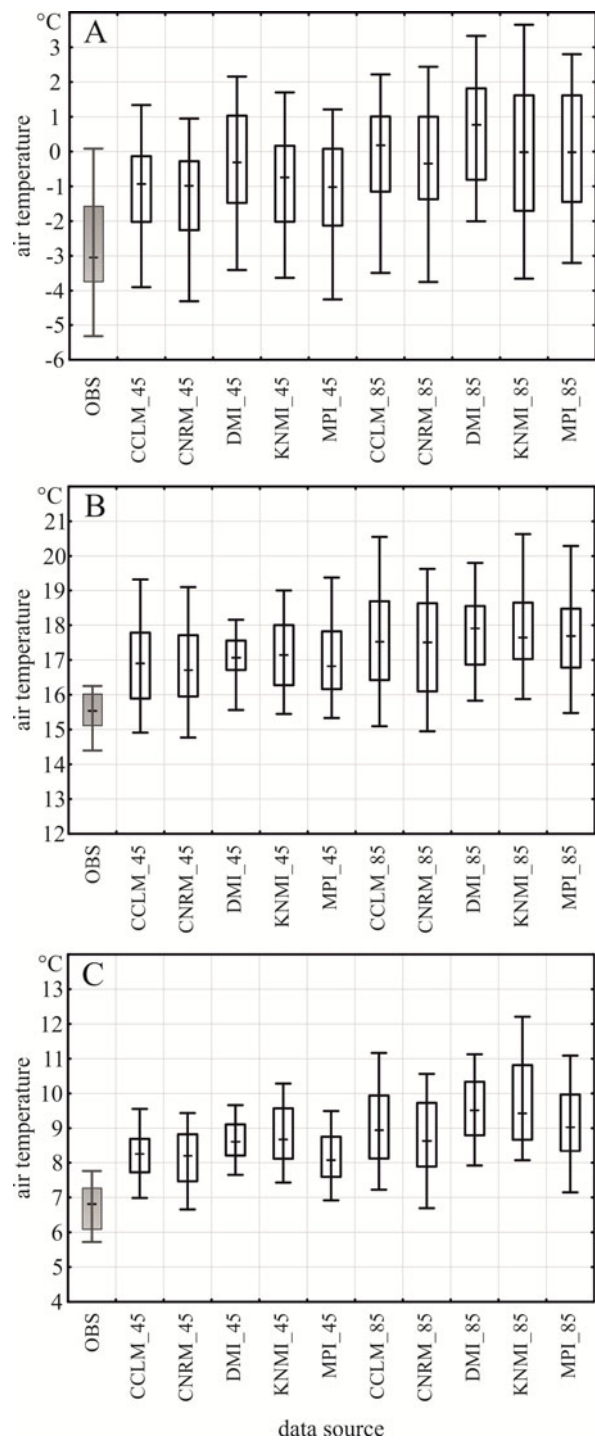 °C
A
3
2
1
0
-1
-2
-3
-4
-5
-6
air temperature
OBS
CCLM_45
CNRM_45
DMI_45
KNMI_45
MPI_45
CCLM_85
CNRM_85
DMI_85
KNMI_85
MPI_85
°C
B
21
20
19
18
17
16
15
14
13
12
air temperature
OBS
CCLM_45
CNRM_45
DMI_45
KNMI_45
MPI_45
CCLM_85
CNRM_85
DMI_85
KNMI_85
MPI_85
°C
C
13
12
11
10
9
8
7
6
5
4
air temperature
OBS
CCLM_45
CNRM_45
DMI_45
KNMI_45
MPI_45
CCLM_85
CNRM_85
DMI_85
KNMI_85
MPI_85
data source